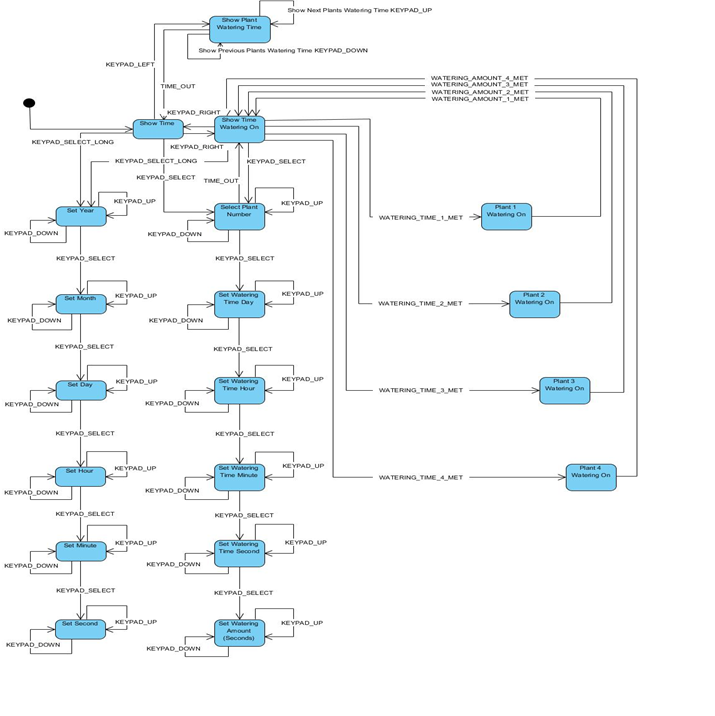 Show Next Plants Watering Time KEYPAD_UP
Show Plant
Watering Time
Show Previous Plants Watering Time KEYPAD_DOWN
KEYPAD_LEFT
TIME_OUT
WATERING_AMOUNT_4_MET
WATERING_AMOUNT_3_MET
WATERING_AMOUNT_2_MET
WATERING_AMOUNT_1_MET
KEYPAD_RIGHT
Show Time
Show Time
Watering On
KEYPAD_SELECT_LONG
KEYPAD_RIGHT
KEYPAD_SELECT_LONG
KEYPAD_SELECT
KEYPAD_SELECT
TIME_OUT
Set Year
KEYPAD_UP
KEYPAD_DOWN
Select Plant
Number
KEYPAD_UP
KEYPAD_DOWN
WATERING_TIME_1_MET
Plant 1
Watering On
KEYPAD_SELECT
KEYPAD_SELECT
Set Month
KEYPAD_UP
KEYPAD_DOWN
Set Watering
Time Day
KEYPAD_UP
KEYPAD_DOWN
WATERING_TIME_2_MET
Plant 2
Watering On
KEYPAD_SELECT
KEYPAD_SELECT
Set Day
KEYPAD_UP
KEYPAD_DOWN
Set Watering
Time Hour
KEYPAD_UP
KEYPAD_DOWN
WATERING_TIME_3_MET
Plant 3
Watering On
KEYPAD_SELECT
KEYPAD_SELECT
Set Hour
KEYPAD_UP
KEYPAD_DOWN
Set Watering
Time Minute
KEYPAD_UP
KEYPAD_DOWN
WATERING_TIME_4_MET
Plant 4
Watering On
KEYPAD_SELECT
KEYPAD_SELECT
Set Minute
KEYPAD_UP
KEYPAD_DOWN
Set Watering
Time Second
KEYPAD_UP
KEYPAD_DOWN
KEYPAD_SELECT
KEYPAD_SELECT
Set Second
KEYPAD_UP
KEYPAD_DOWN
Set Watering
Amount
(Seconds)
KEYPAD_UP
KEYPAD_DOWN